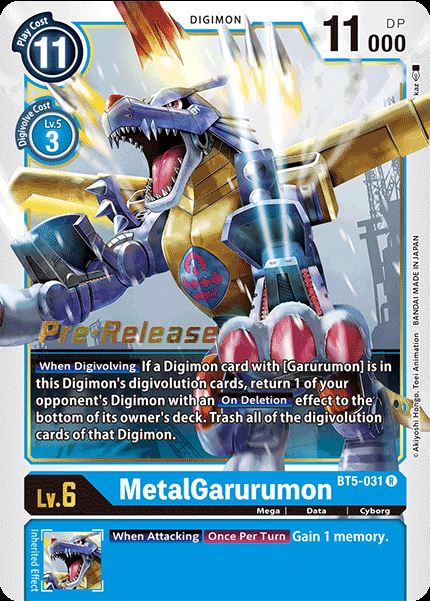 Play Cost
11
DIGIMON
11000
DP
Digivolve Cost
Lv.5
3
kaz
Pre-Release
When Digivolving If a Digimon card with [Garurumon] is in
this Digimon's digivolution cards, return 1 of your
opponent's Digimon with an On Deletion effect to the
bottom of its owner's deck. Trash all of the digivolution
cards of that Digimon.
©Akiyoshi Hongo, Toei Animation BANDAI MADE IN JAPAN
Lv.6
MetalGarurumon
BT5-031 R
Mega | Data | Cyborg
Inherited Effect
When Attacking Once Per Turn Gain 1 memory.